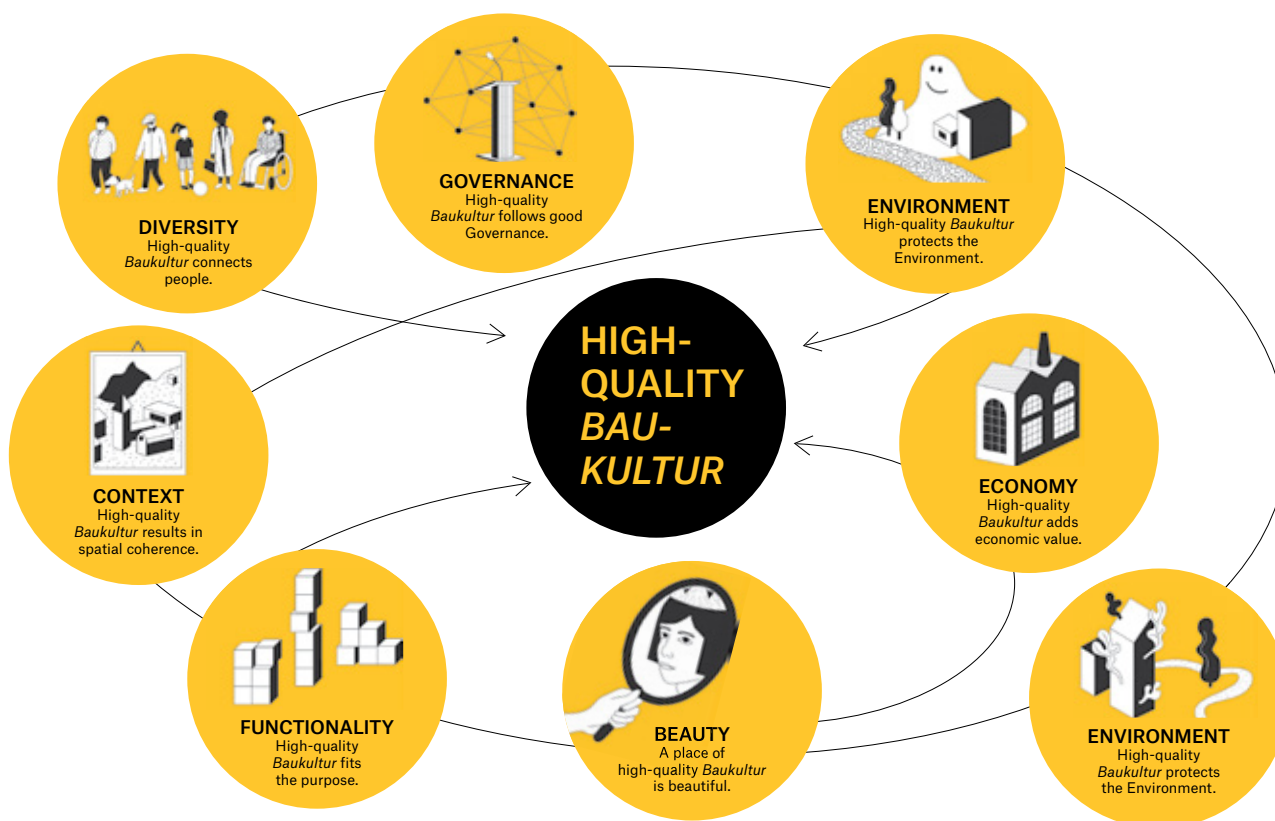 DIVERSITY
High-quality
Baukultur connects
people.
GOVERNANCE
High-quality
Baukultur follows good
Governance.
ENVIRONMENT
High-quality Baukultur
protects the
Environment.
HIGH-
QUALITY
BAU-
KULTUR
CONTEXT
High-quality
Baukultur results in
spatial coherence.
ECONOMY
High-quality
Baukultur adds
economic value.
FUNCTIONALITY
High-quality
Baukultur fits
the purpose.
BEAUTY
A place of
high-quality Baukultur
is beautiful.
ENVIRONMENT
High-quality
Baukultur protects
the Environment.